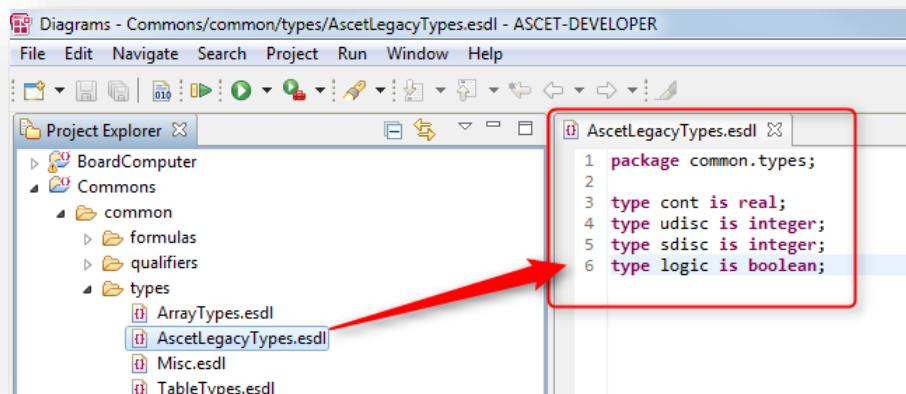 Diagrams - Commons/common/types/AscetLegacyTypes.esdl - ASCET-DEVELOPER
File Edit Navigate Search Project Run Window Help
010
Project Explorer
BoardComputer
Commons
common
formulas
qualifiers
types
ArrayTypes.esdl
AscetLegacyTypes.esdl
Misc.esdl
TableTypes.esdl
AscetLegacyTypes.esdl
1 package common.types;
2
3 type cont is real;
4 type udisc is integer;
5 type sdisc is integer;
6 type logic is boolean;